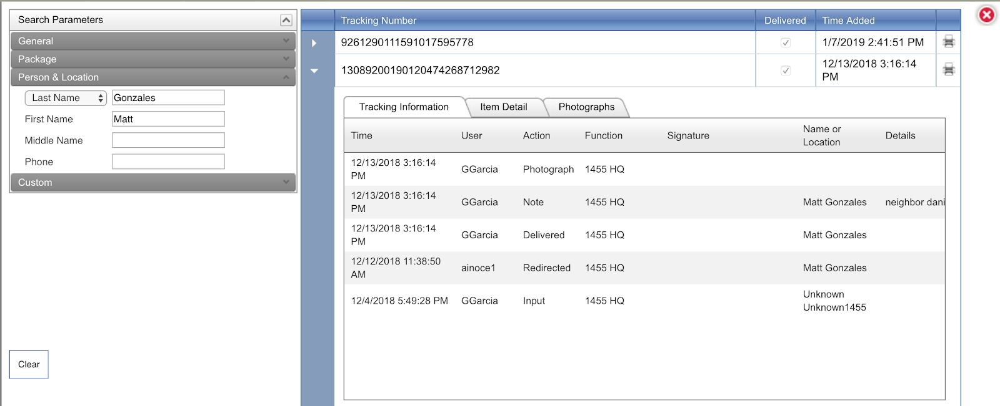 Search Parameters
General
Package
Person & Location
Last Name Gonzales
First Name Matt
Middle Name
Phone
Custom
Clear
Tracking Number Delivered Time Added
9261290111591017595778 1/7/2019 2:41:51 PM
13089200190120474268712982 12/13/2018 3:16:14
PM
Tracking Information Item Detail Photographs
Time User Action Function Signature Name or
Location Details
12/13/2018 3:16:14
PM GGarcia Photograph 1455 HQ
12/13/2018 3:16:14
PM GGarcia Note 1455 HQ Matt Gonzales neighbor dani
12/13/2018 3:16:14
PM GGarcia Delivered 1455 HQ Matt Gonzales
12/12/2018 11:38:50
AM ainoce1 Redirected 1455 HQ Matt Gonzales
12/4/2018 5:49:28 PM GGarcia Input 1455 HQ Unknown
Unknown1455